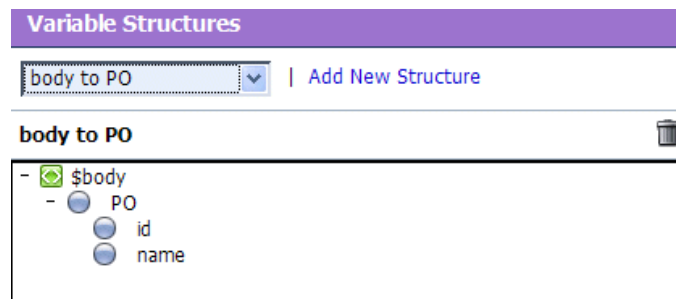 Variable Structures
body to PO | Add New Structure
body to PO
- $body
- PO
id
name